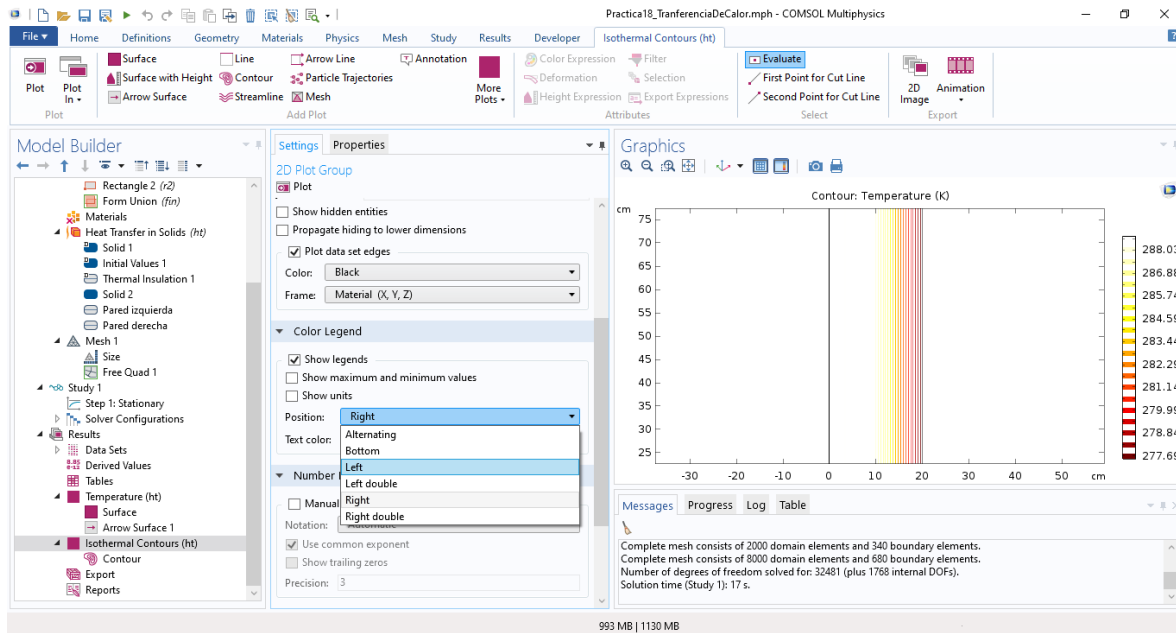 Practica18_TranferenciaDeCalor.mph - COMSOL Multiphysics
File Home Definitions Geometry Materials Physics Mesh Study Results Developer Isothermal Contours (ht)
Plot
Plot In
Plot
Surface Line Arrow Line Annotation
Surface with Height Contour Particle Trajectories
Arrow Surface Streamline Mesh
More Plots
Add Plot
Color Expression Filter
Deformation Selection
Height Expression Export Expressions
Attributes
Evaluate
First Point for Cut Line
Second Point for Cut Line
Select
2D Image
Animation
Export
Model Builder
Rectangle 2 (r2)
Form Union (fin)
Materials
Heat Transfer in Solids (ht)
Solid 1
Initial Values 1
Thermal Insulation 1
Solid 2
Pared izquierda
Pared derecha
Mesh 1
Size
Free Quad 1
Study 1
Step 1: Stationary
Solver Configurations
Results
Data Sets
Derived Values
Tables
Temperature (ht)
Surface
Arrow Surface 1
Isothermal Contours (ht)
Contour
Export
Reports
Settings Properties
2D Plot Group
Plot
Show hidden entities
Propagate hiding to lower dimensions
Plot data set edges
Color: Black
Frame: Material (X, Y, Z)
Color Legend
Show legends
Show maximum and minimum values
Show units
Position: Right
Text color:
Alternating
Bottom
Left
Left double
Right
Right double
Number
Manual
Notation:
Use common exponent
Show trailing zeros
Precision: 3
Graphics
Contour: Temperature (K)
cm
75
70
65
60
55
50
45
40
35
30
25
-30 -20 -10 0 10 20 30 40 50 cm
288.03
286.88
285.74
284.59
283.44
282.29
281.14
279.99
278.84
277.69
Messages Progress Log Table
Complete mesh consists of 2000 domain elements and 340 boundary elements.
Complete mesh consists of 8000 domain elements and 680 boundary elements.
Number of degrees of freedom solved for: 32481 (plus 1768 internal DOFs).
Solution time (Study 1): 17 s.
993 MB | 1130 MB